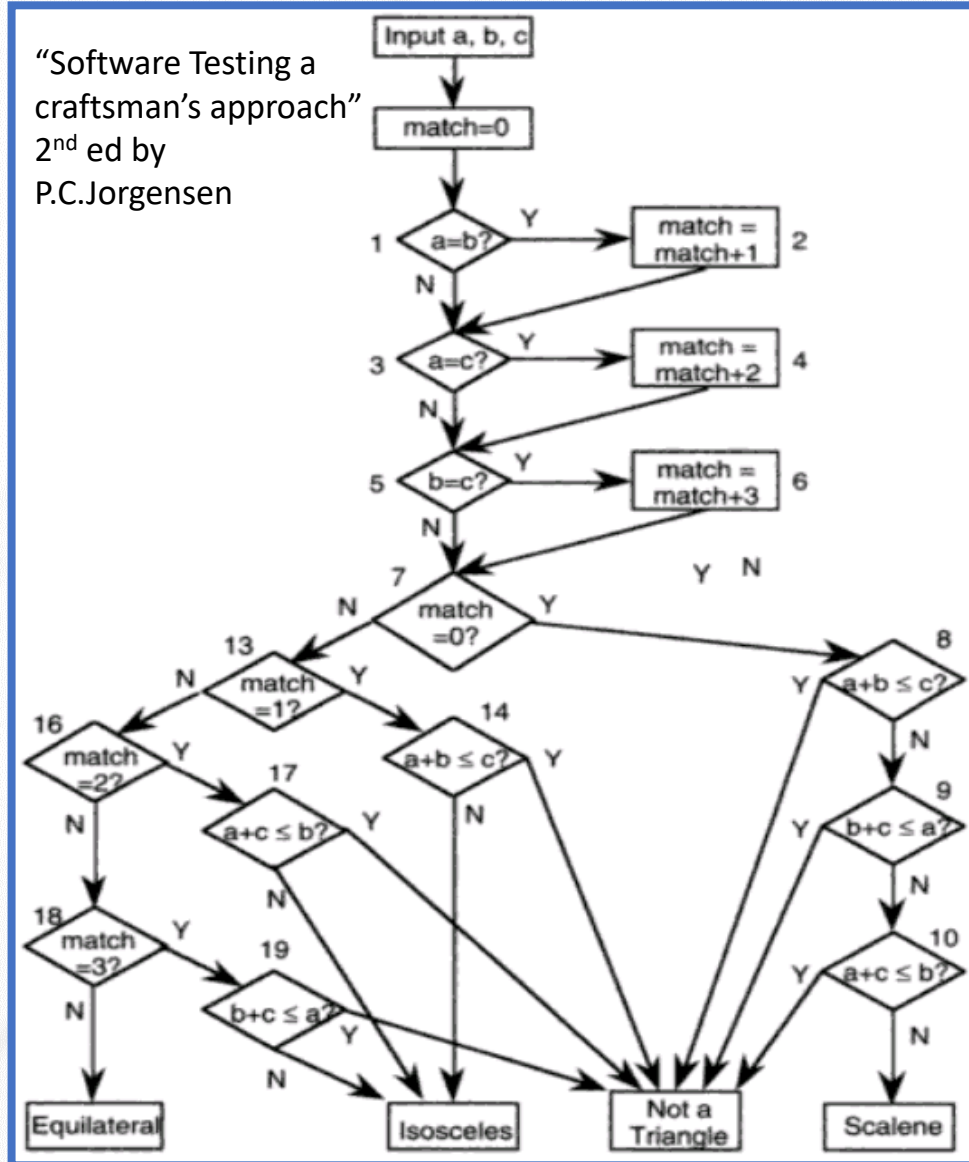 “Software Testing a
craftsman’s approach”
2nd ed by
P.C.Jorgensen
Input a, b, c
match=0
1
a=b?
Y
N
match =
match+1
2
3
a=c?
Y
N
match =
match+2
4
5
b=c?
Y
N
match =
match+3
6
Y N
7
match
=0?
N
Y
13
match
=1?
N
Y
8
a+b ≤ c?
Y
N
16
match
=2?
Y
N
14
a+b ≤ c?
Y
N
17
a+c ≤ b?
Y
N
9
b+c ≤ a?
Y
N
18
match
=3?
Y
N
19
b+c ≤ a?
Y
N
10
a+c ≤ b?
Y
N
Equilateral
Isosceles
Not a
Triangle
Scalene